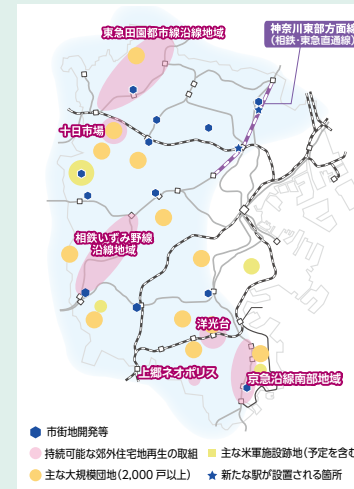 東急田園都市線沿線地域
神奈川東部方面線
(相鉄・東急直通線)
十日市場
相鉄いずみ野線
沿線地域
洋光台
上郷ネオポリス
京急沿線南部地域
市街地開発等
持続可能な郊外住宅地再生の取組
主な米軍施設跡地(予定を含む
主な大規模団地(2,000戸以上)
新たな駅が設置される箇所